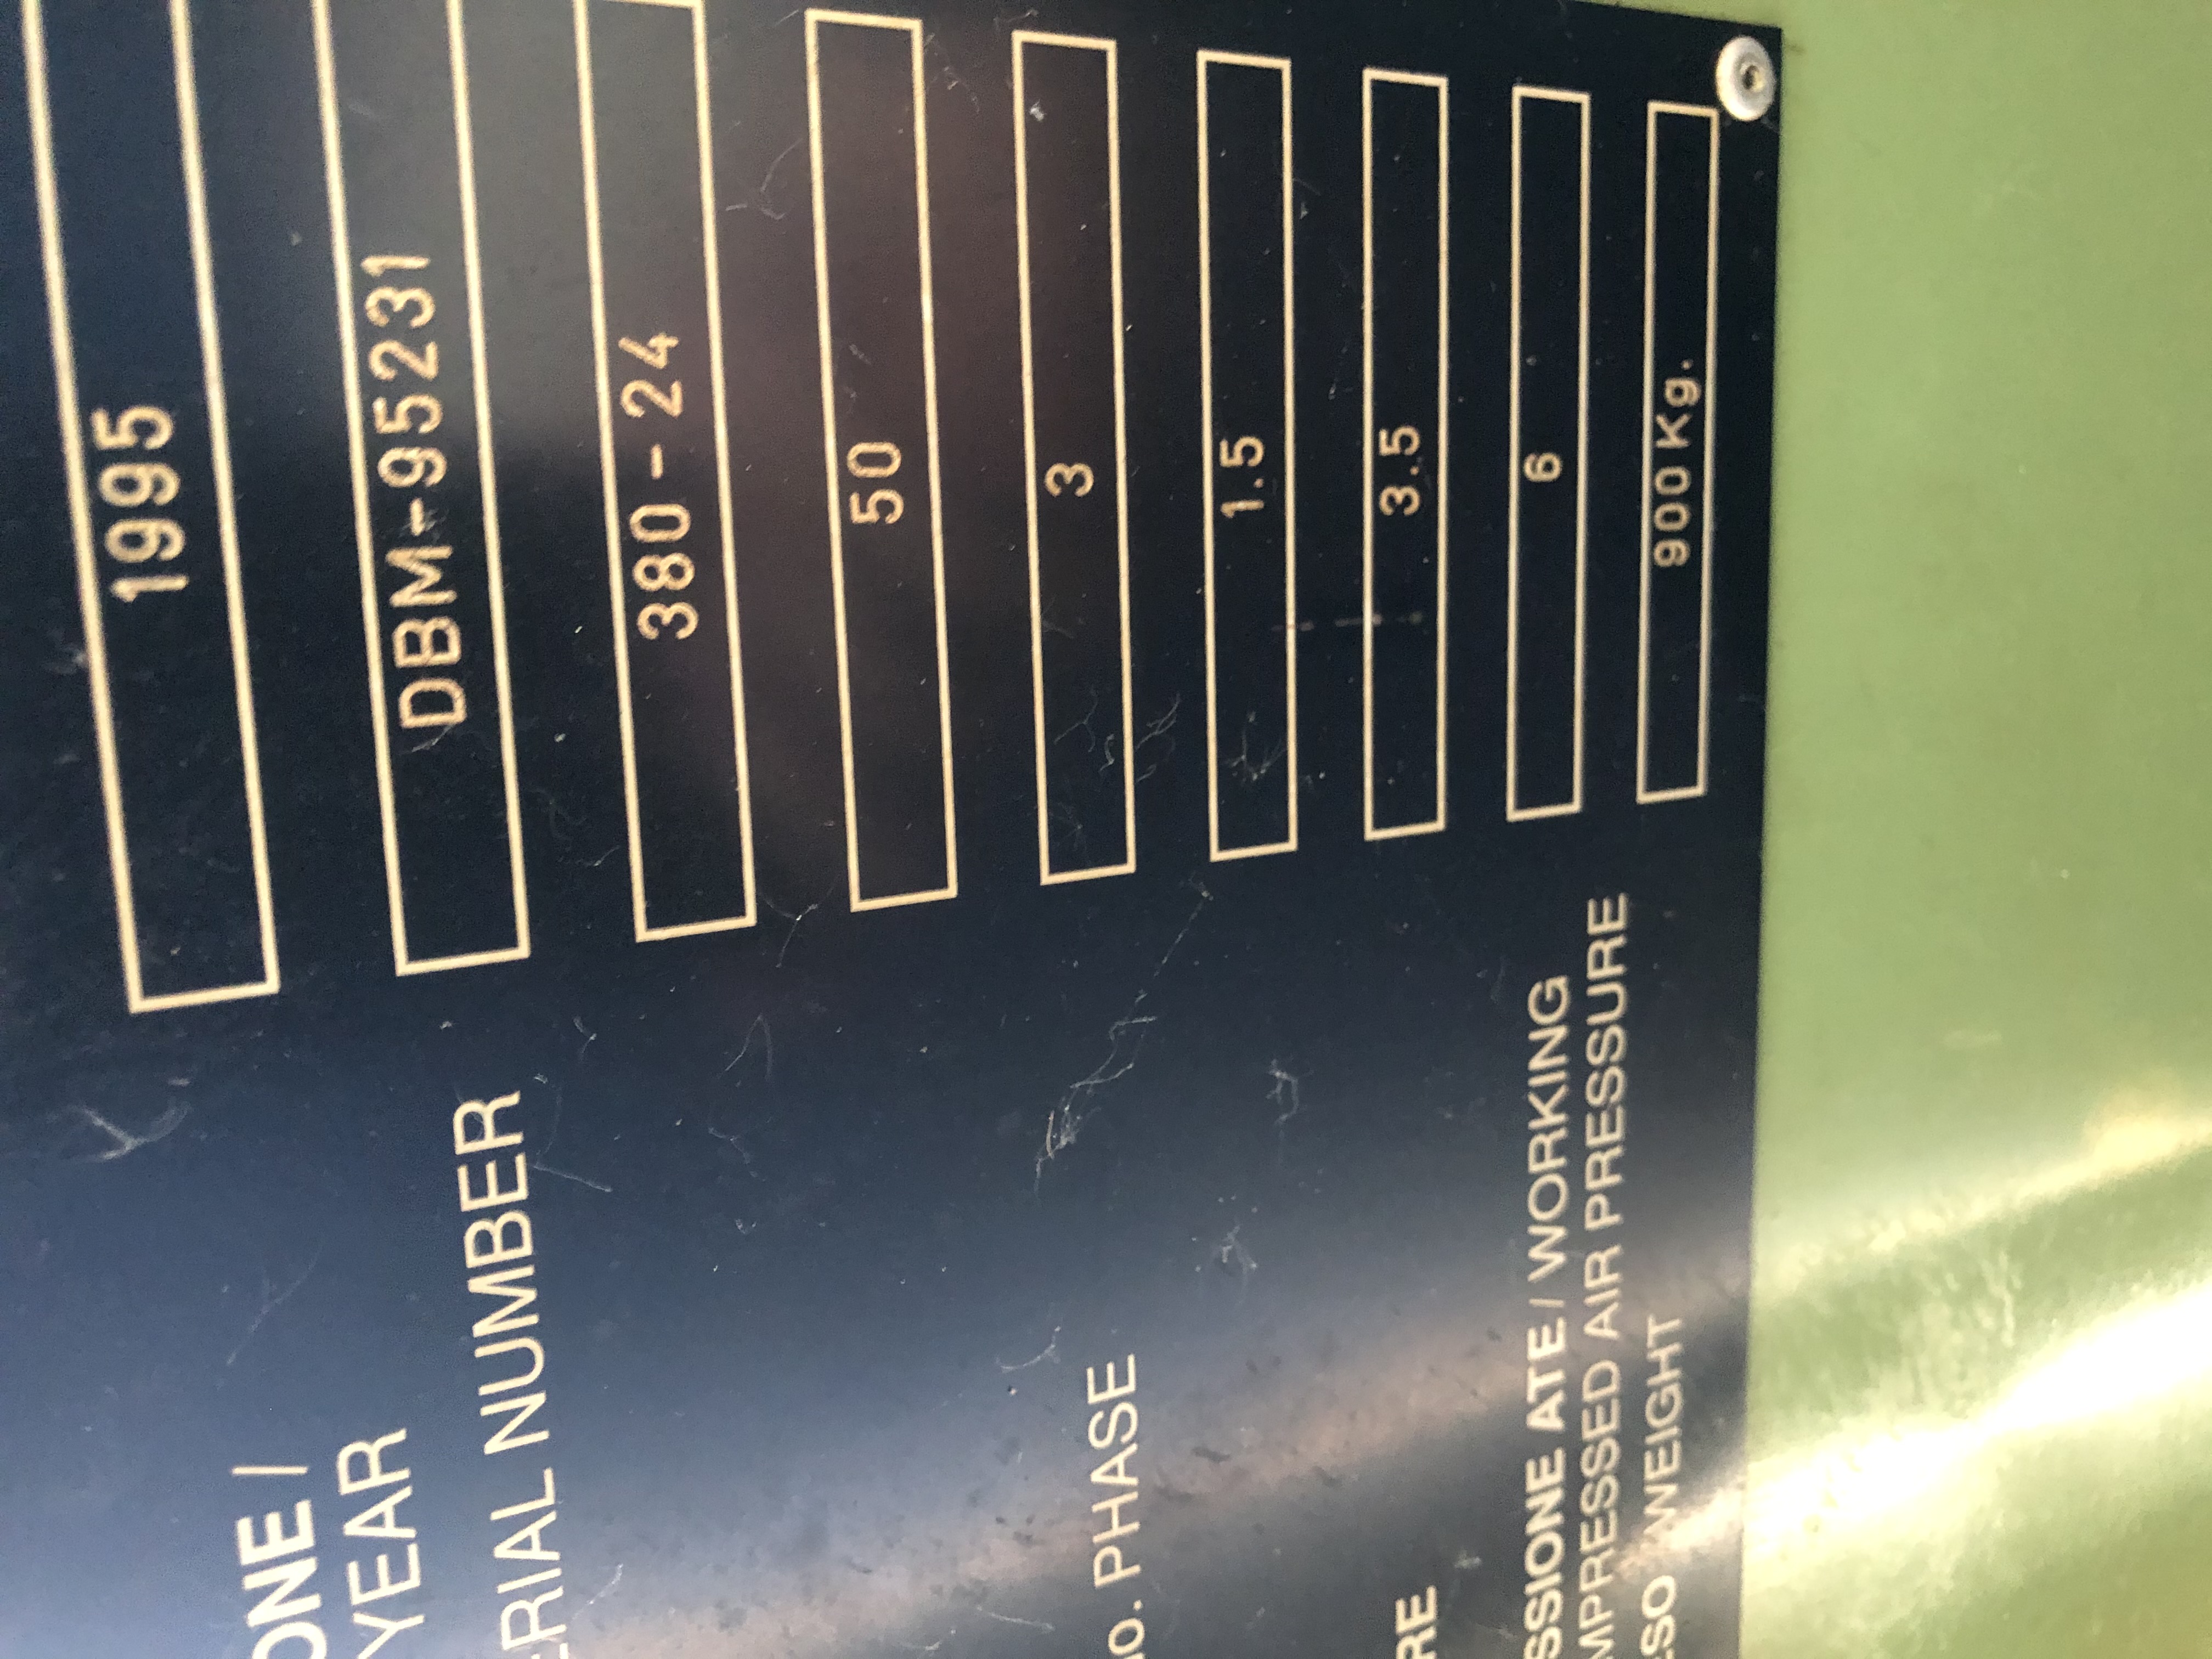 ONE / 1995
YEAR
ERIAL NUMBER DBM-95231
380-24
50
no. PHASE 3
1.5
RE 3.5
SSIONE ATE / WORKING 6
MPRESSED AIR PRESSURE
ESO / WEIGHT 900 Kg.